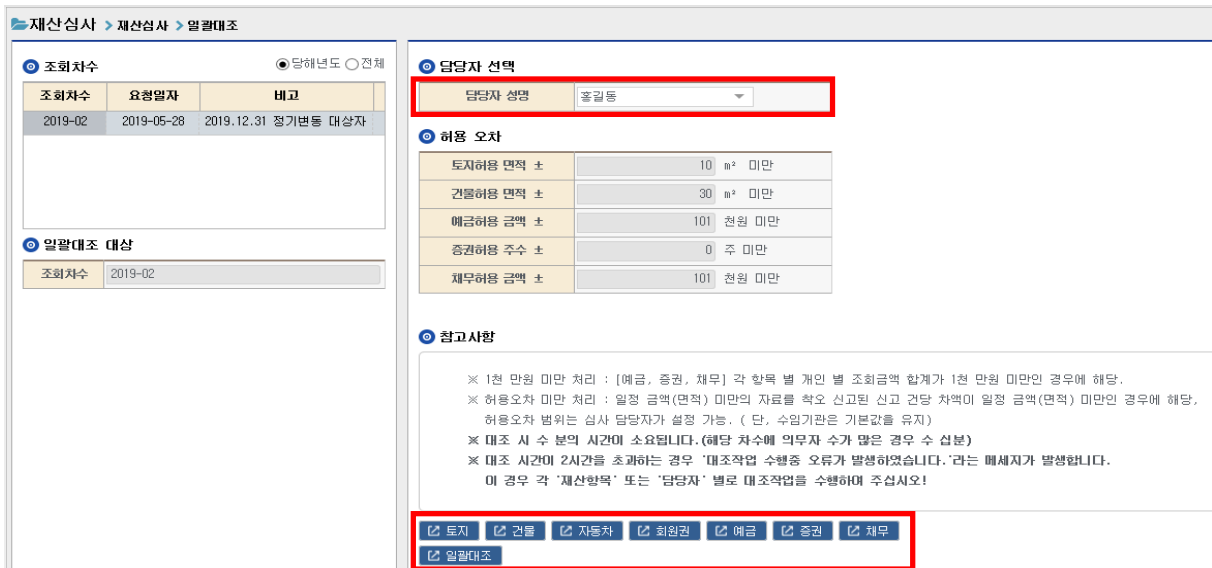 재산심사 > 재산심사 > 일괄대조
조회차수 당해년도 전체
조회차수 요청일자 비고
2019-02 2019-05-28 2019.12.31 정기변동 대상자
일괄대조 대상
조회차수 2019-02
담당자 선택
담당자 성명 홍길동
허용 오차
토지허용 면적 ± 10 m² 미만
건물허용 면적 ± 30 m² 미만
예금허용 금액 ± 101 천원 미만
증권허용 주수 ± 0 주 미만
채무허용 금액 ± 101 천원 미만
참고사항
※ 1천 만원 미만 처리 : [예금, 증권, 채무] 각 항목 별 개인 별 조회금액 합계가 1천 만원 미만인 경우에 해당.
※ 허용오차 미만 처리 : 일정 금액(면적) 미만의 자료를 착오 신고된 신고 건당 차액이 일정 금액(면적) 미만인 경우에 해당,
허용오차 범위는 심사 담당자가 설정 가능. ( 단, 수임기관은 기본값을 유지)
※ 대조 시 수 분의 시간이 소요됩니다.(해당 차수에 의무자 수가 많은 경우 수 십분)
※ 대조 시간이 2시간을 초과하는 경우 '대조작업 수행중 오류가 발생하였습니다.'라는 메세지가 발생합니다.
이 경우 각 '재산항목' 또는 '담당자' 별로 대조작업을 수행하여 주십시오!
토지 건물 자동차 회원권 예금 증권 채무
일괄대조